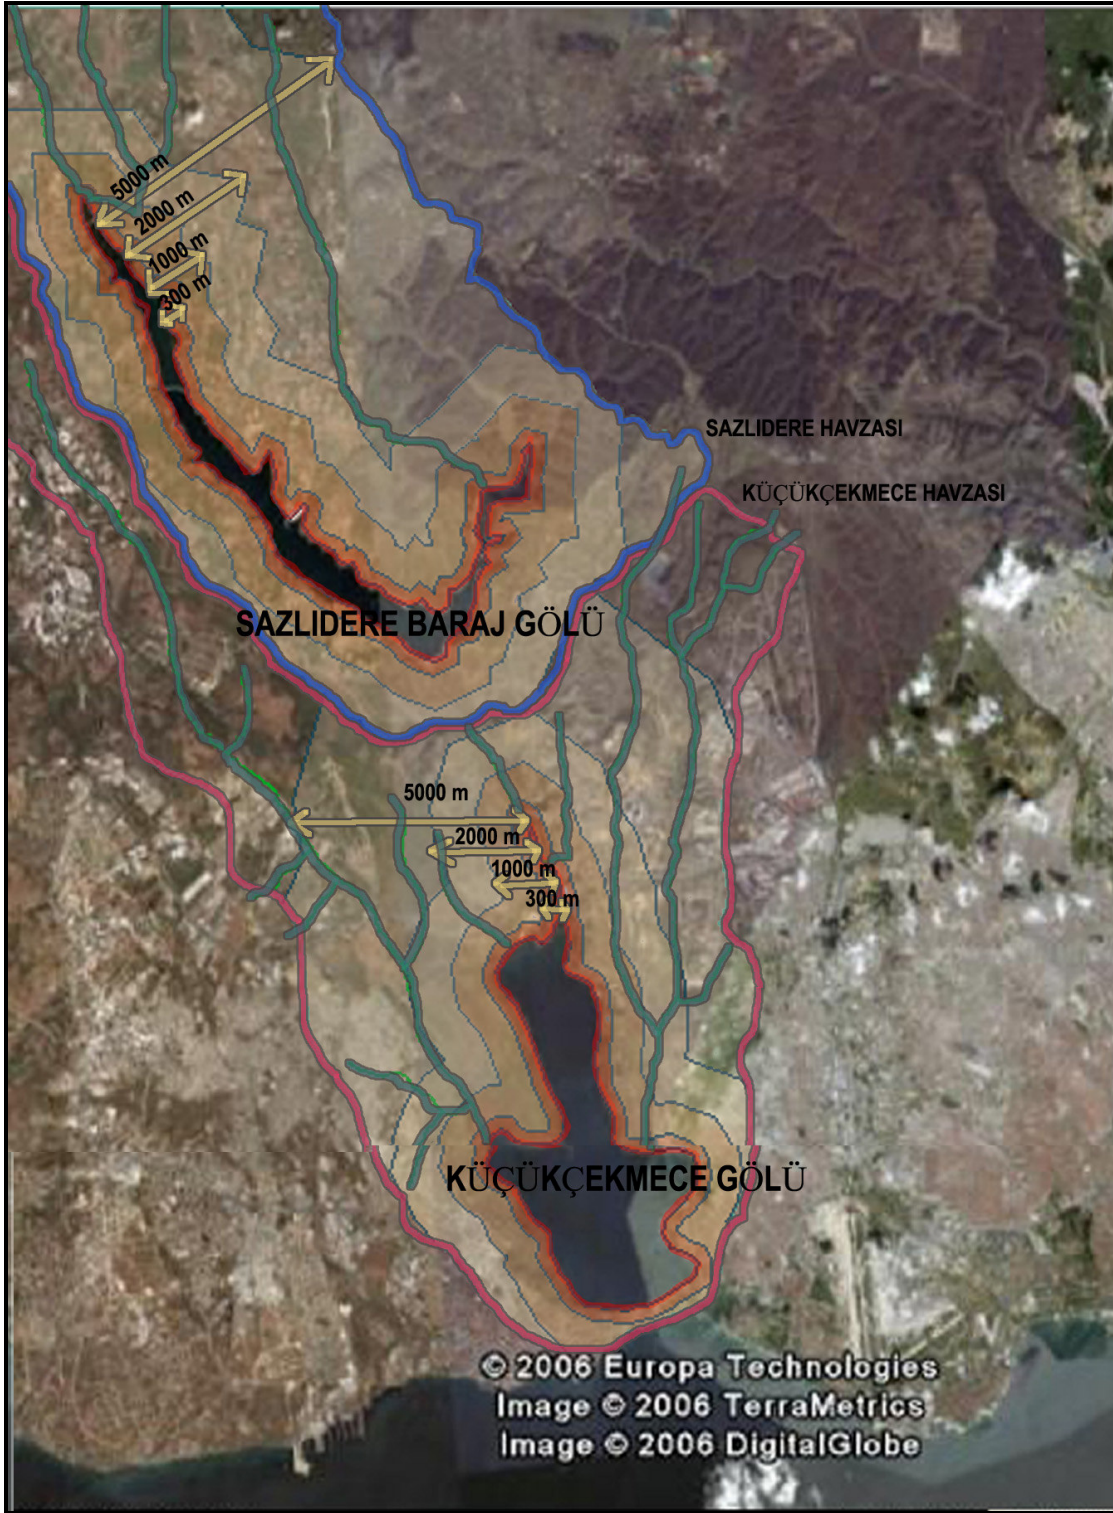 5000 m
2000 m
1000 m
300 m
SAZLIDERE HAVZASI
KÜÇÜKÇEKMECE HAVZASI
SAZLIDERE BARAJ GÖLÜ
5000 m
2000 m
1000 m
300 m
KÜÇÜKÇEKMECE GÖLÜ
© 2006 Europa Technologies
Image © 2006 TerraMetrics
Image © 2006 DigitalGlobe